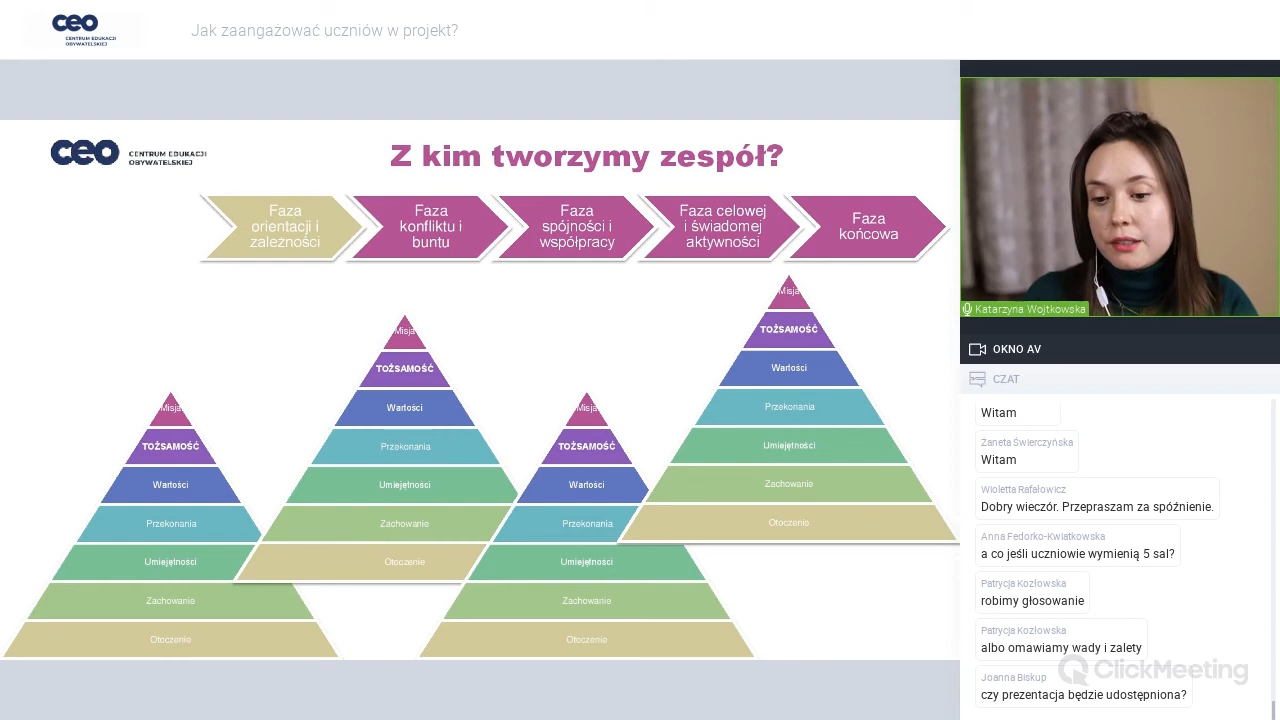 ceo
CENTRUM EDUKACJI
OBYWATELSKIEJ
Jak zaangażować uczniów w projekt?
ceo
CENTRUM EDUKACJI
OBYWATELSKIEJ
Z kim tworzymy zespół?
Faza
orientacji i
zależności
Faza
konfliktu i
buntu
Faza
spójności i
współpracy
Faza celowej
i świadomej
aktywności
Faza
końcowa
Misja
TOŻSAMOŚĆ
Wartości
Przekonania
Umiejętności
Zachowanie
Otoczenie
Misja
TOŻSAMOŚĆ
Wartości
Przekonania
Umiejętności
Zachowanie
Otoczenie
Misja
TOŻSAMOŚĆ
Wartości
Przekonania
Umiejętności
Zachowanie
Otoczenie
Misja
TOŻSAMOŚĆ
Wartości
Przekonania
Umiejętności
Zachowanie
Otoczenie
Katarzyna Wojtkowska
OKNO AV
CZAT
Witam
Żaneta Świerczyńska
Witam
Wioletta Rafałowicz
Dobry wieczór. Przepraszam za spóźnienie.
Anna Fedorko-Kwiatkowska
a co jeśli uczniowie wymienią 5 sal?
Patrycja Kozłowska
robimy głosowanie
Patrycja Kozłowska
albo omawiamy wady i zalety
Joanna Biskup
czy prezentacja będzie udostępniona?
ClickMeeting